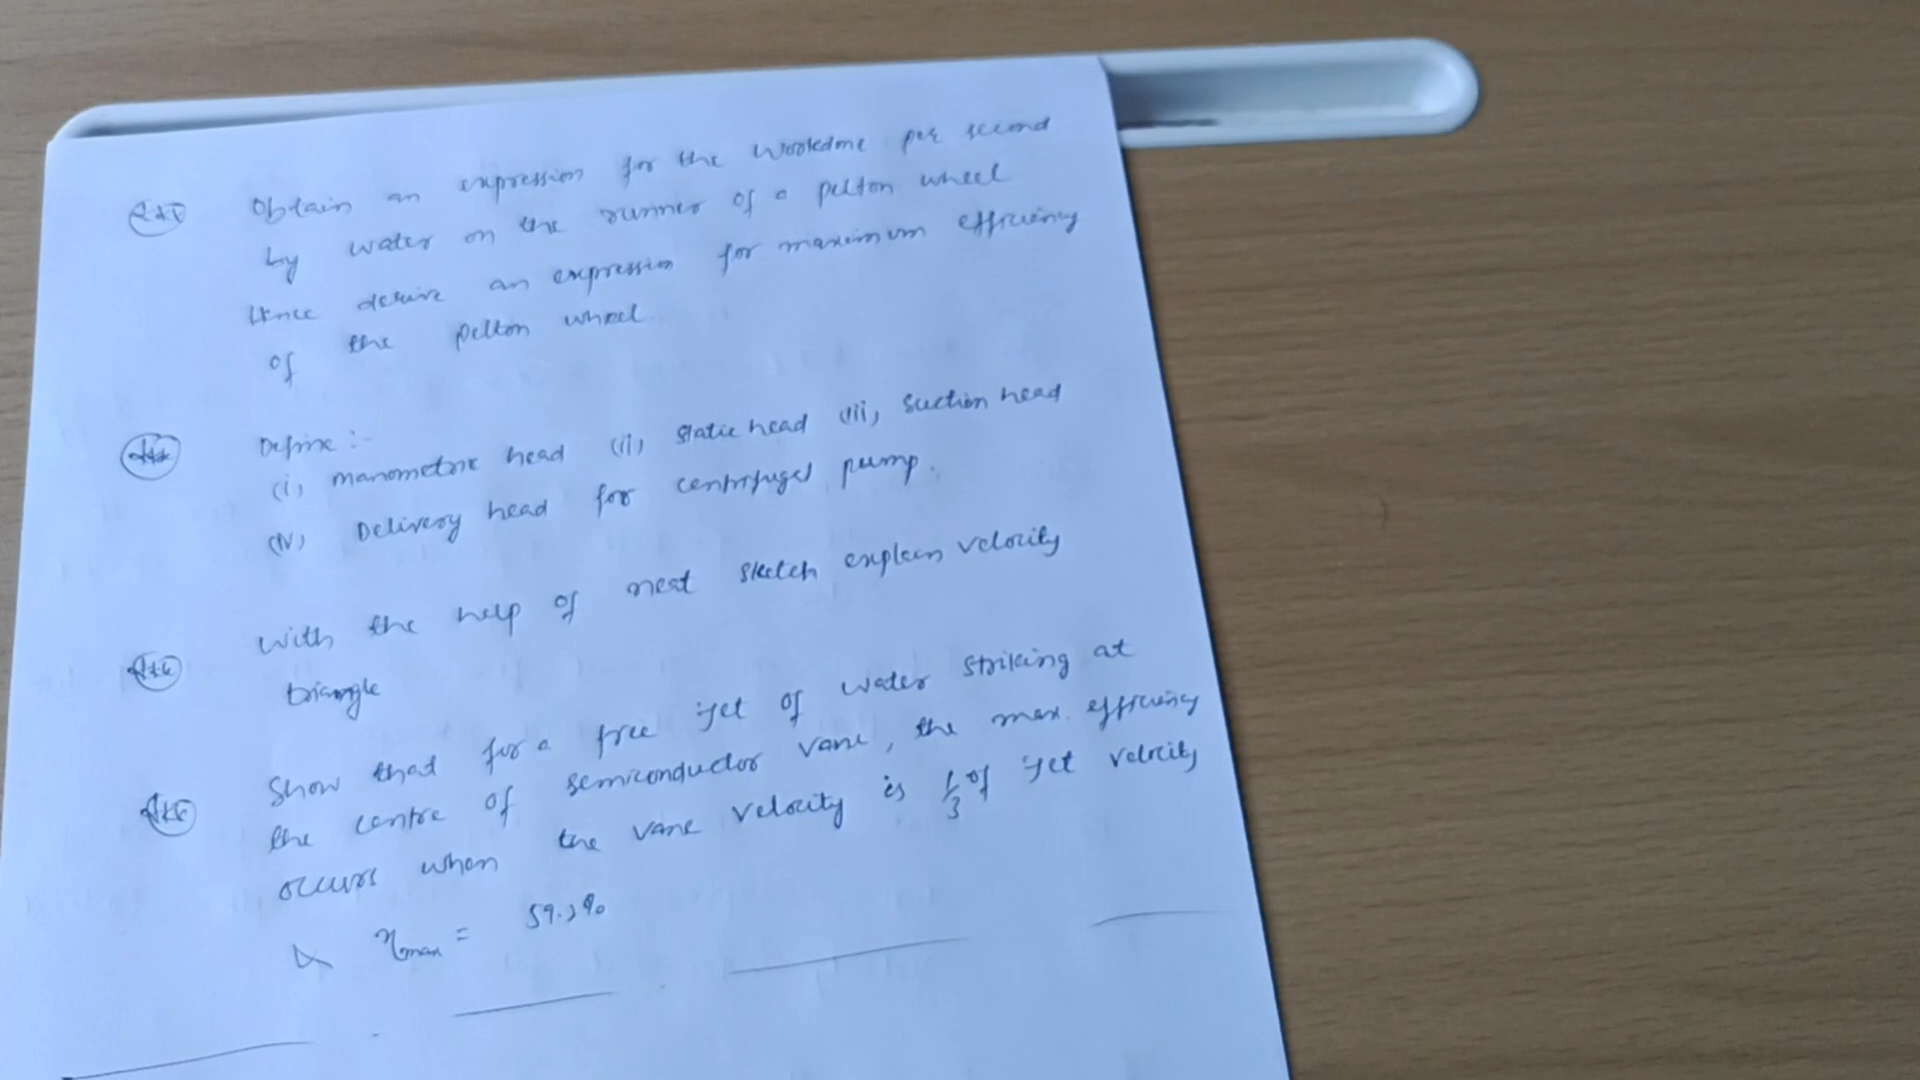 Obtain an expression for the Workdone per second
by water on the runner of a pelton wheel
Hence derive an expression for maximum efficiency
of the pelton wheel
Define :-
(i) manometric head (ii) static head (iii) Suction head
(iv) Delivery head for centrifugal pump.
With the help of neat sketch explain velocity
triangle
Show that for a free jet of water striking at
the centre of semiconductor vane, the max. efficiency
occurs when the vane velocity is 1/3 of jet velocity
ηmax = 59.2%